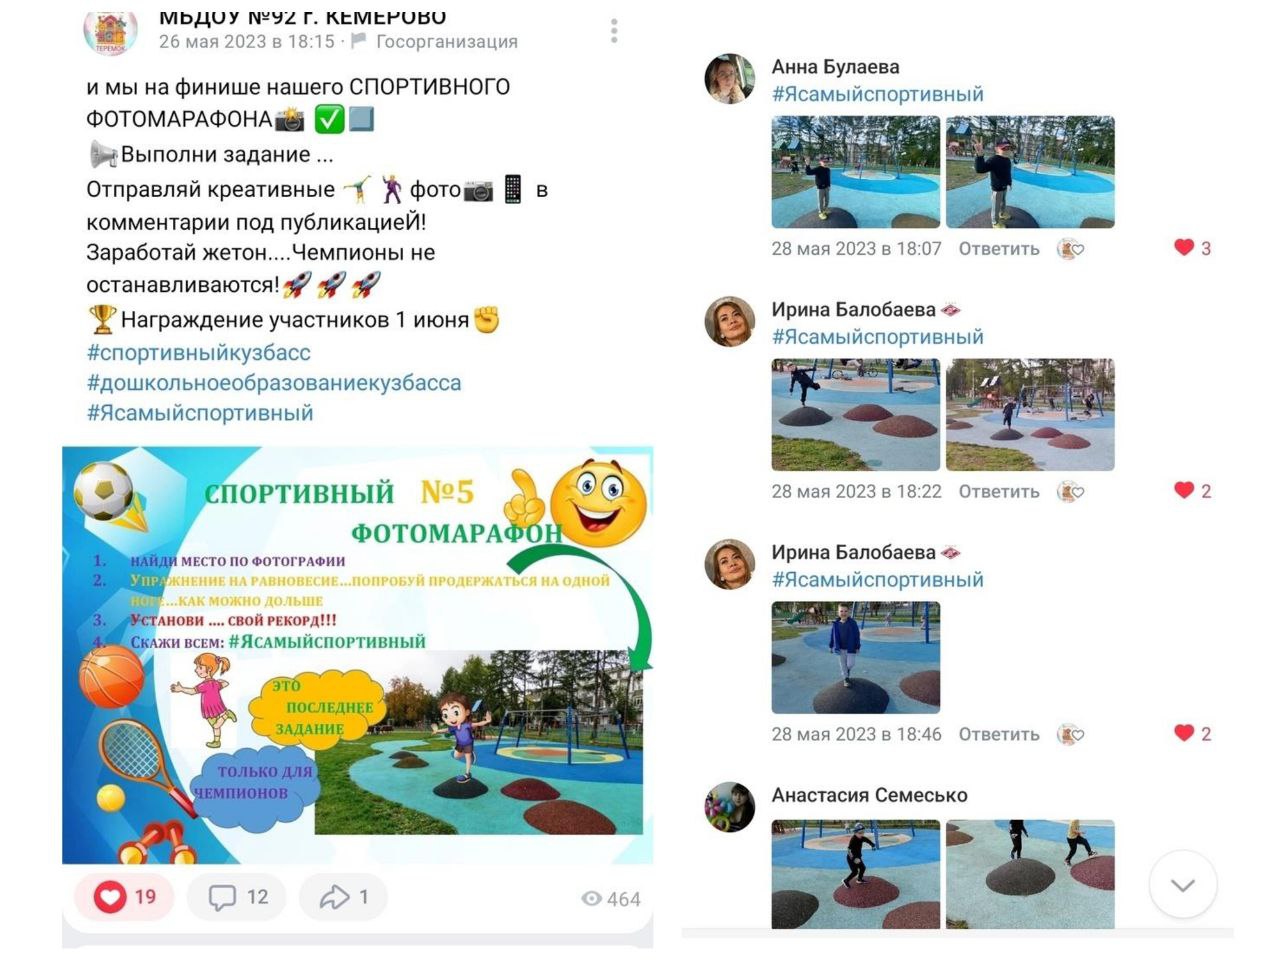 МБДОУ №92 г. КЕМЕРОВО
26 мая 2023 в 18:15 · Госорганизация
ТЕРЕМОК
и мы на финише нашего СПОРТИВНОГО
ФОТОМАРАФОНА
Выполни задание ...
Отправляй креативные фото в
комментарии под публикациеЙ!
Заработай жетон....Чемпионы не
останавливаются!
Награждение участников 1 июня
#спортивныйкузбасс
#дошкольноеобразованиекузбасса
#Ясамыйспортивный
СПОРТИВНЫЙ №5
ФОТОМАРАФОН
1. НАЙДИ МЕСТО ПО ФОТОГРАФИИ
2. УПРАЖНЕНИЕ НА РАВНОВЕСИЕ...ПОПРОБУЙ ПРОДЕРЖАТЬСЯ НА ОДНОЙ
НОГЕ...КАК МОЖНО ДОЛЬШЕ
3. УСТАНОВИ .... СВОЙ РЕКОРД!!!
4. СКАЖИ ВСЕМ: #ЯСАМЫЙСПОРТИВНЫЙ
ЭТО
ПОСЛЕДНЕЕ
ЗАДАНИЕ
ТОЛЬКО ДЛЯ
ЧЕМПИОНОВ
19 12 1 464
Анна Булаева
#Ясамыйспортивный
28 мая 2023 в 18:07 Ответить 3
Ирина Балобаева
#Ясамыйспортивный
28 мая 2023 в 18:22 Ответить 2
Ирина Балобаева
#Ясамыйспортивный
28 мая 2023 в 18:46 Ответить 2
Анастасия Семесько